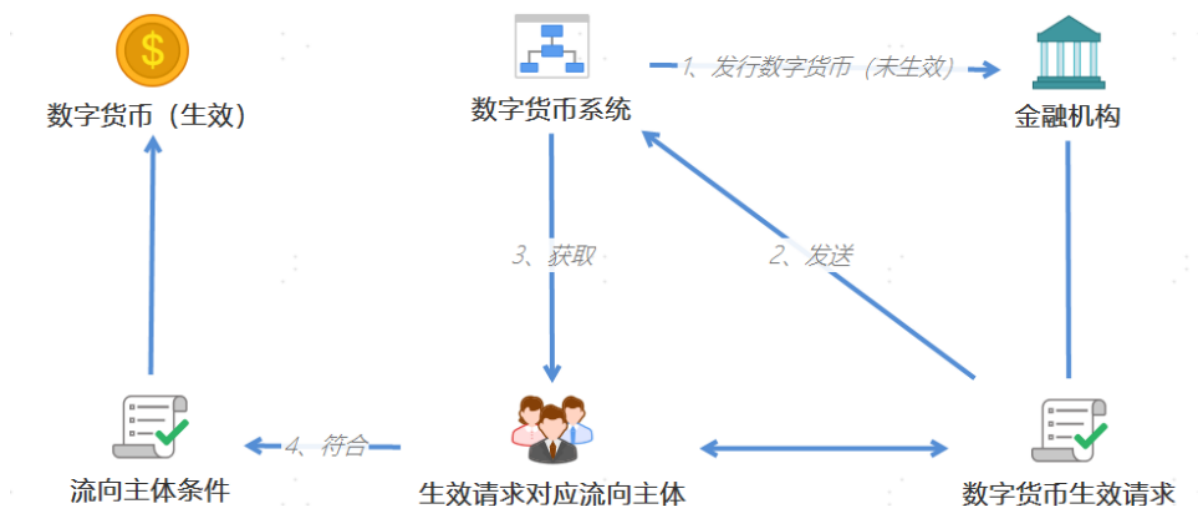 $
1、发行数字货币（未生效）
数字货币（生效）
数字货币系统
金融机构
3、获取
2、发送
4、符合
流向主体条件
生效请求对应流向主体
数字货币生效请求